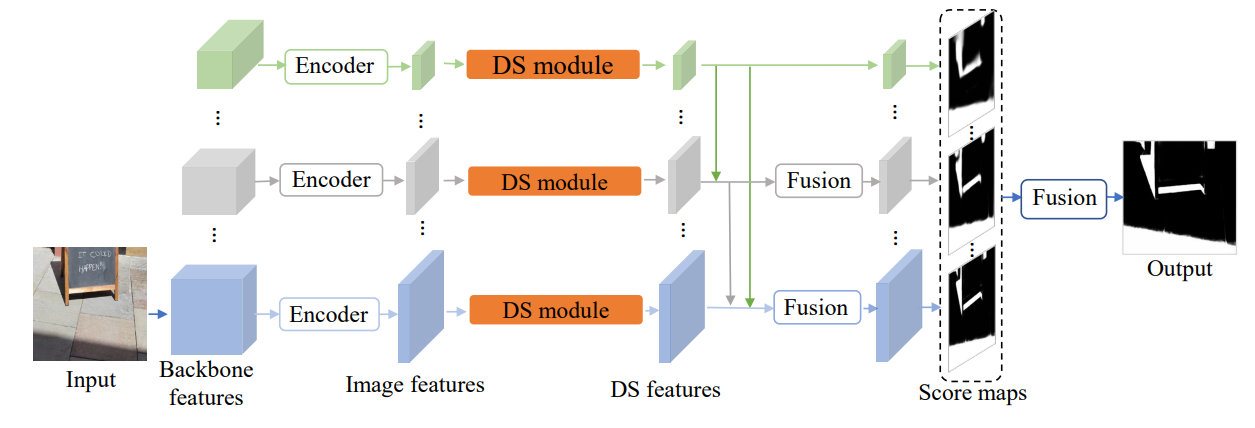 Encoder
DS module
Encoder
DS module
Fusion
Fusion
Output
IT COULD
HAPPEN
Encoder
DS module
Fusion
Input
Backbone
features
Image features
DS features
Score maps